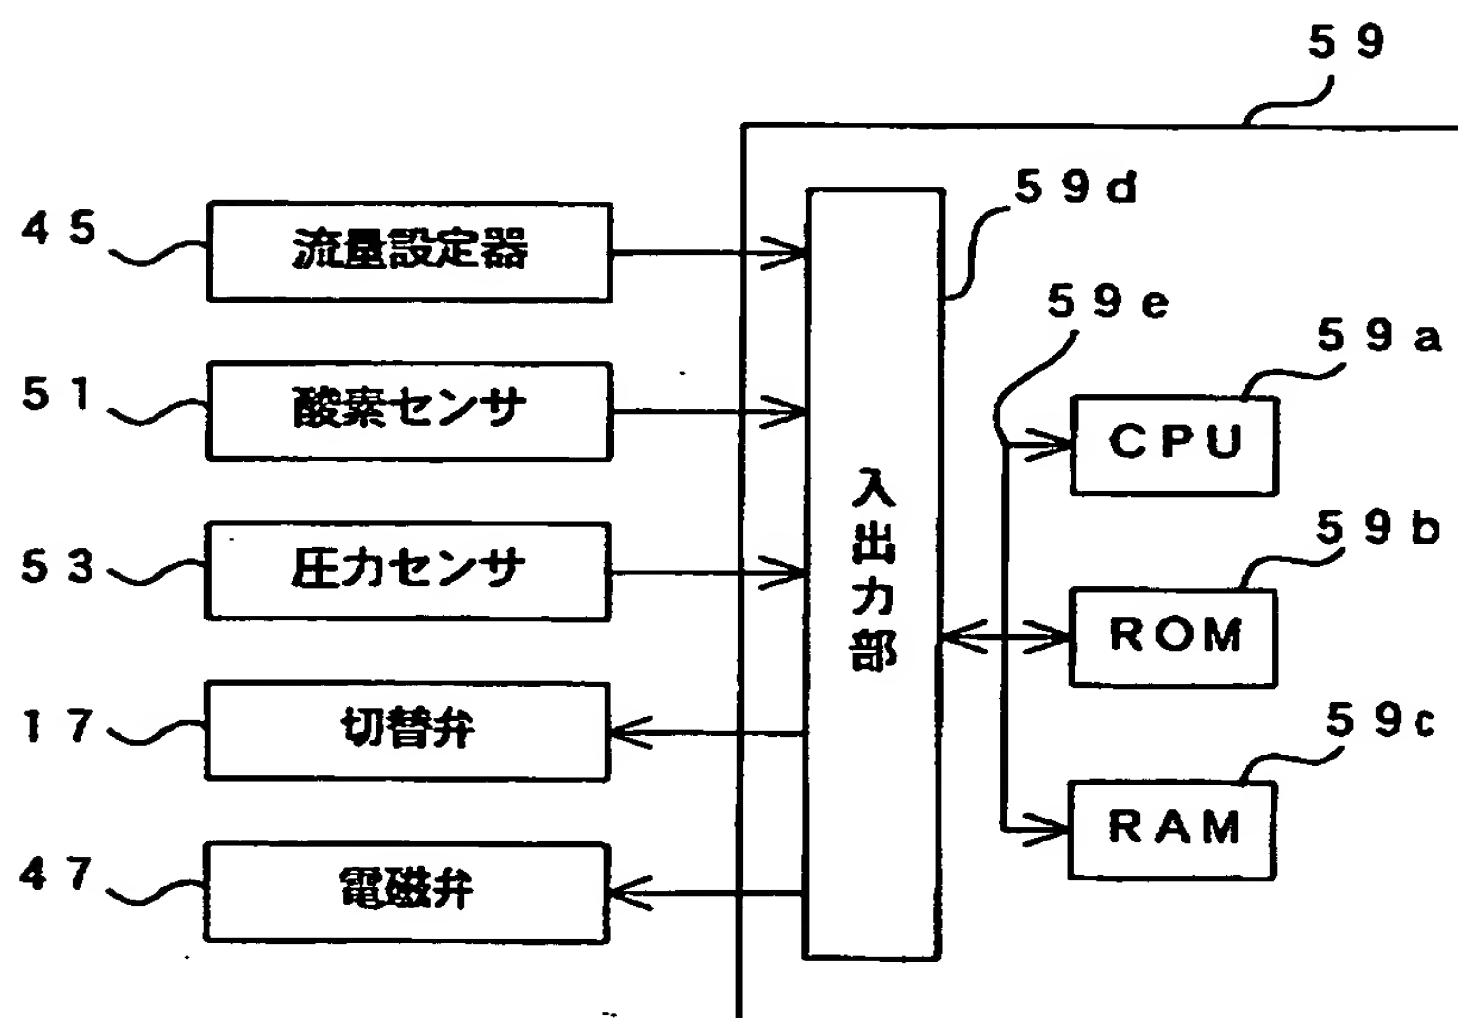 ５９
５９ｄ
４５
流量設定器
５９ｅ
５９ａ
５１
酸素センサ
ＣＰＵ
入出力部
５３
圧力センサ
５９ｂ
ＲＯＭ
１７
切替弁
５９ｃ
ＲＡＭ
４７
電磁弁